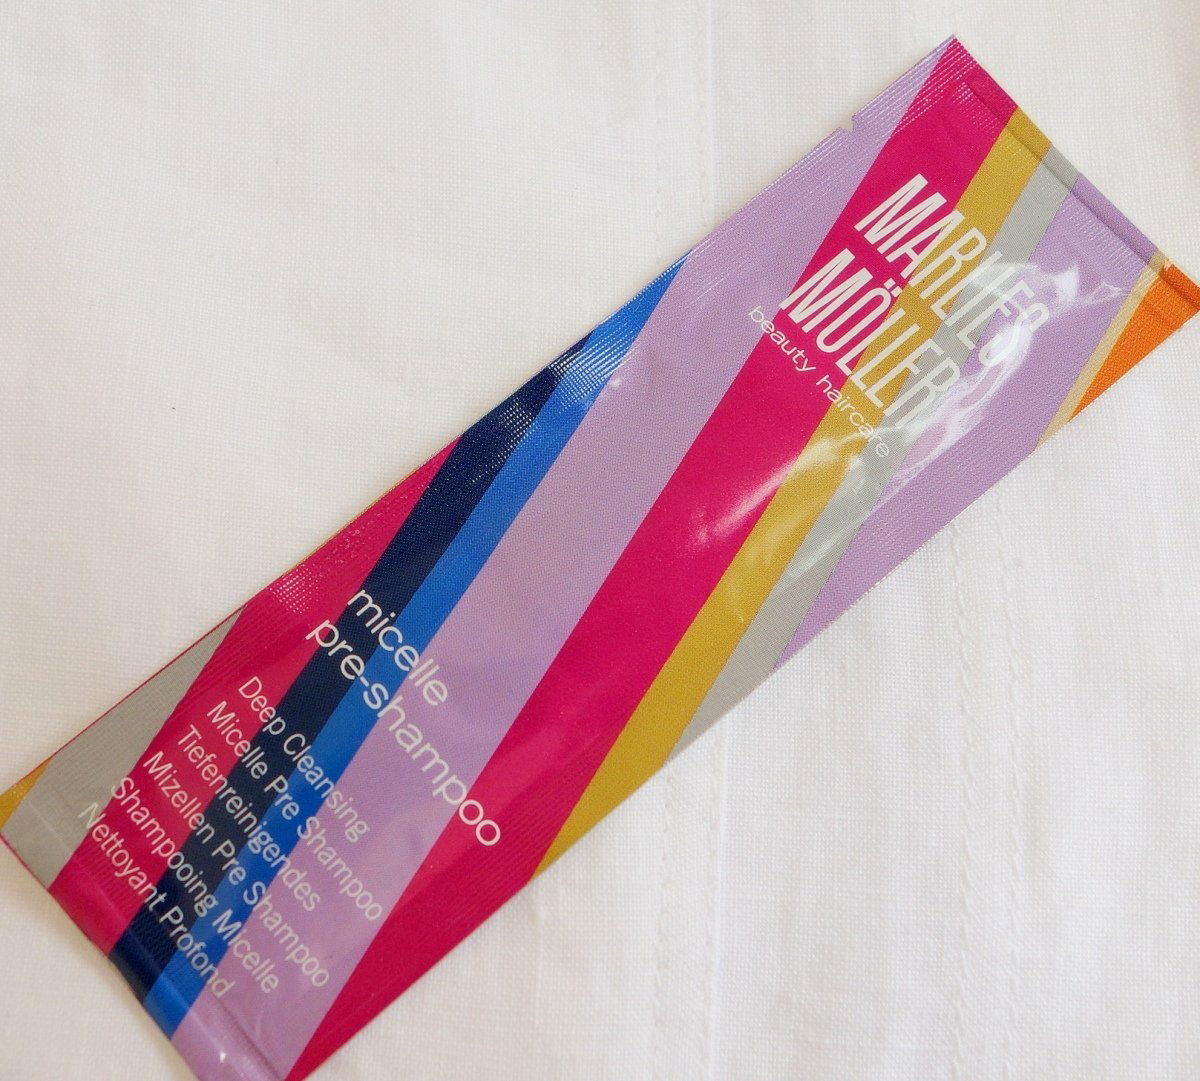 MARLIES
MÖLLER
beauty haircare
micelle
pre-shampoo
Deep Cleansing
Micelle Pre Shampoo
Tiefenreinigendes
Mizellen Pre Shampoo
Shampooing Micelle
Nettoyant Profond